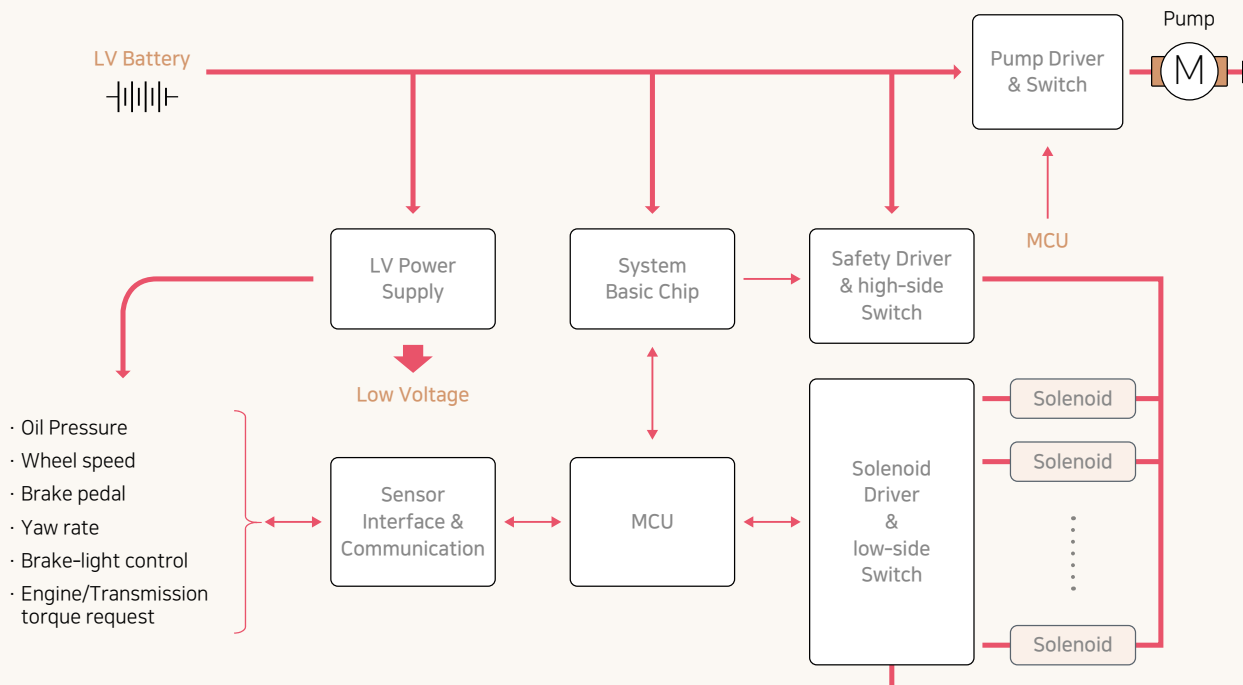 Pump
LV Battery
Pump Driver
& Switch
M
MCU
LV Power
Supply
System
Basic Chip
Safety Driver
& high-side
Switch
Low Voltage
Solenoid
Solenoid
Solenoid
· Oil Pressure
· Wheel speed
· Brake pedal
· Yaw rate
· Brake-light control
· Engine/Transmission
torque request
Sensor
Interface &
Communication
MCU
Solenoid
Driver
&
low-side
Switch